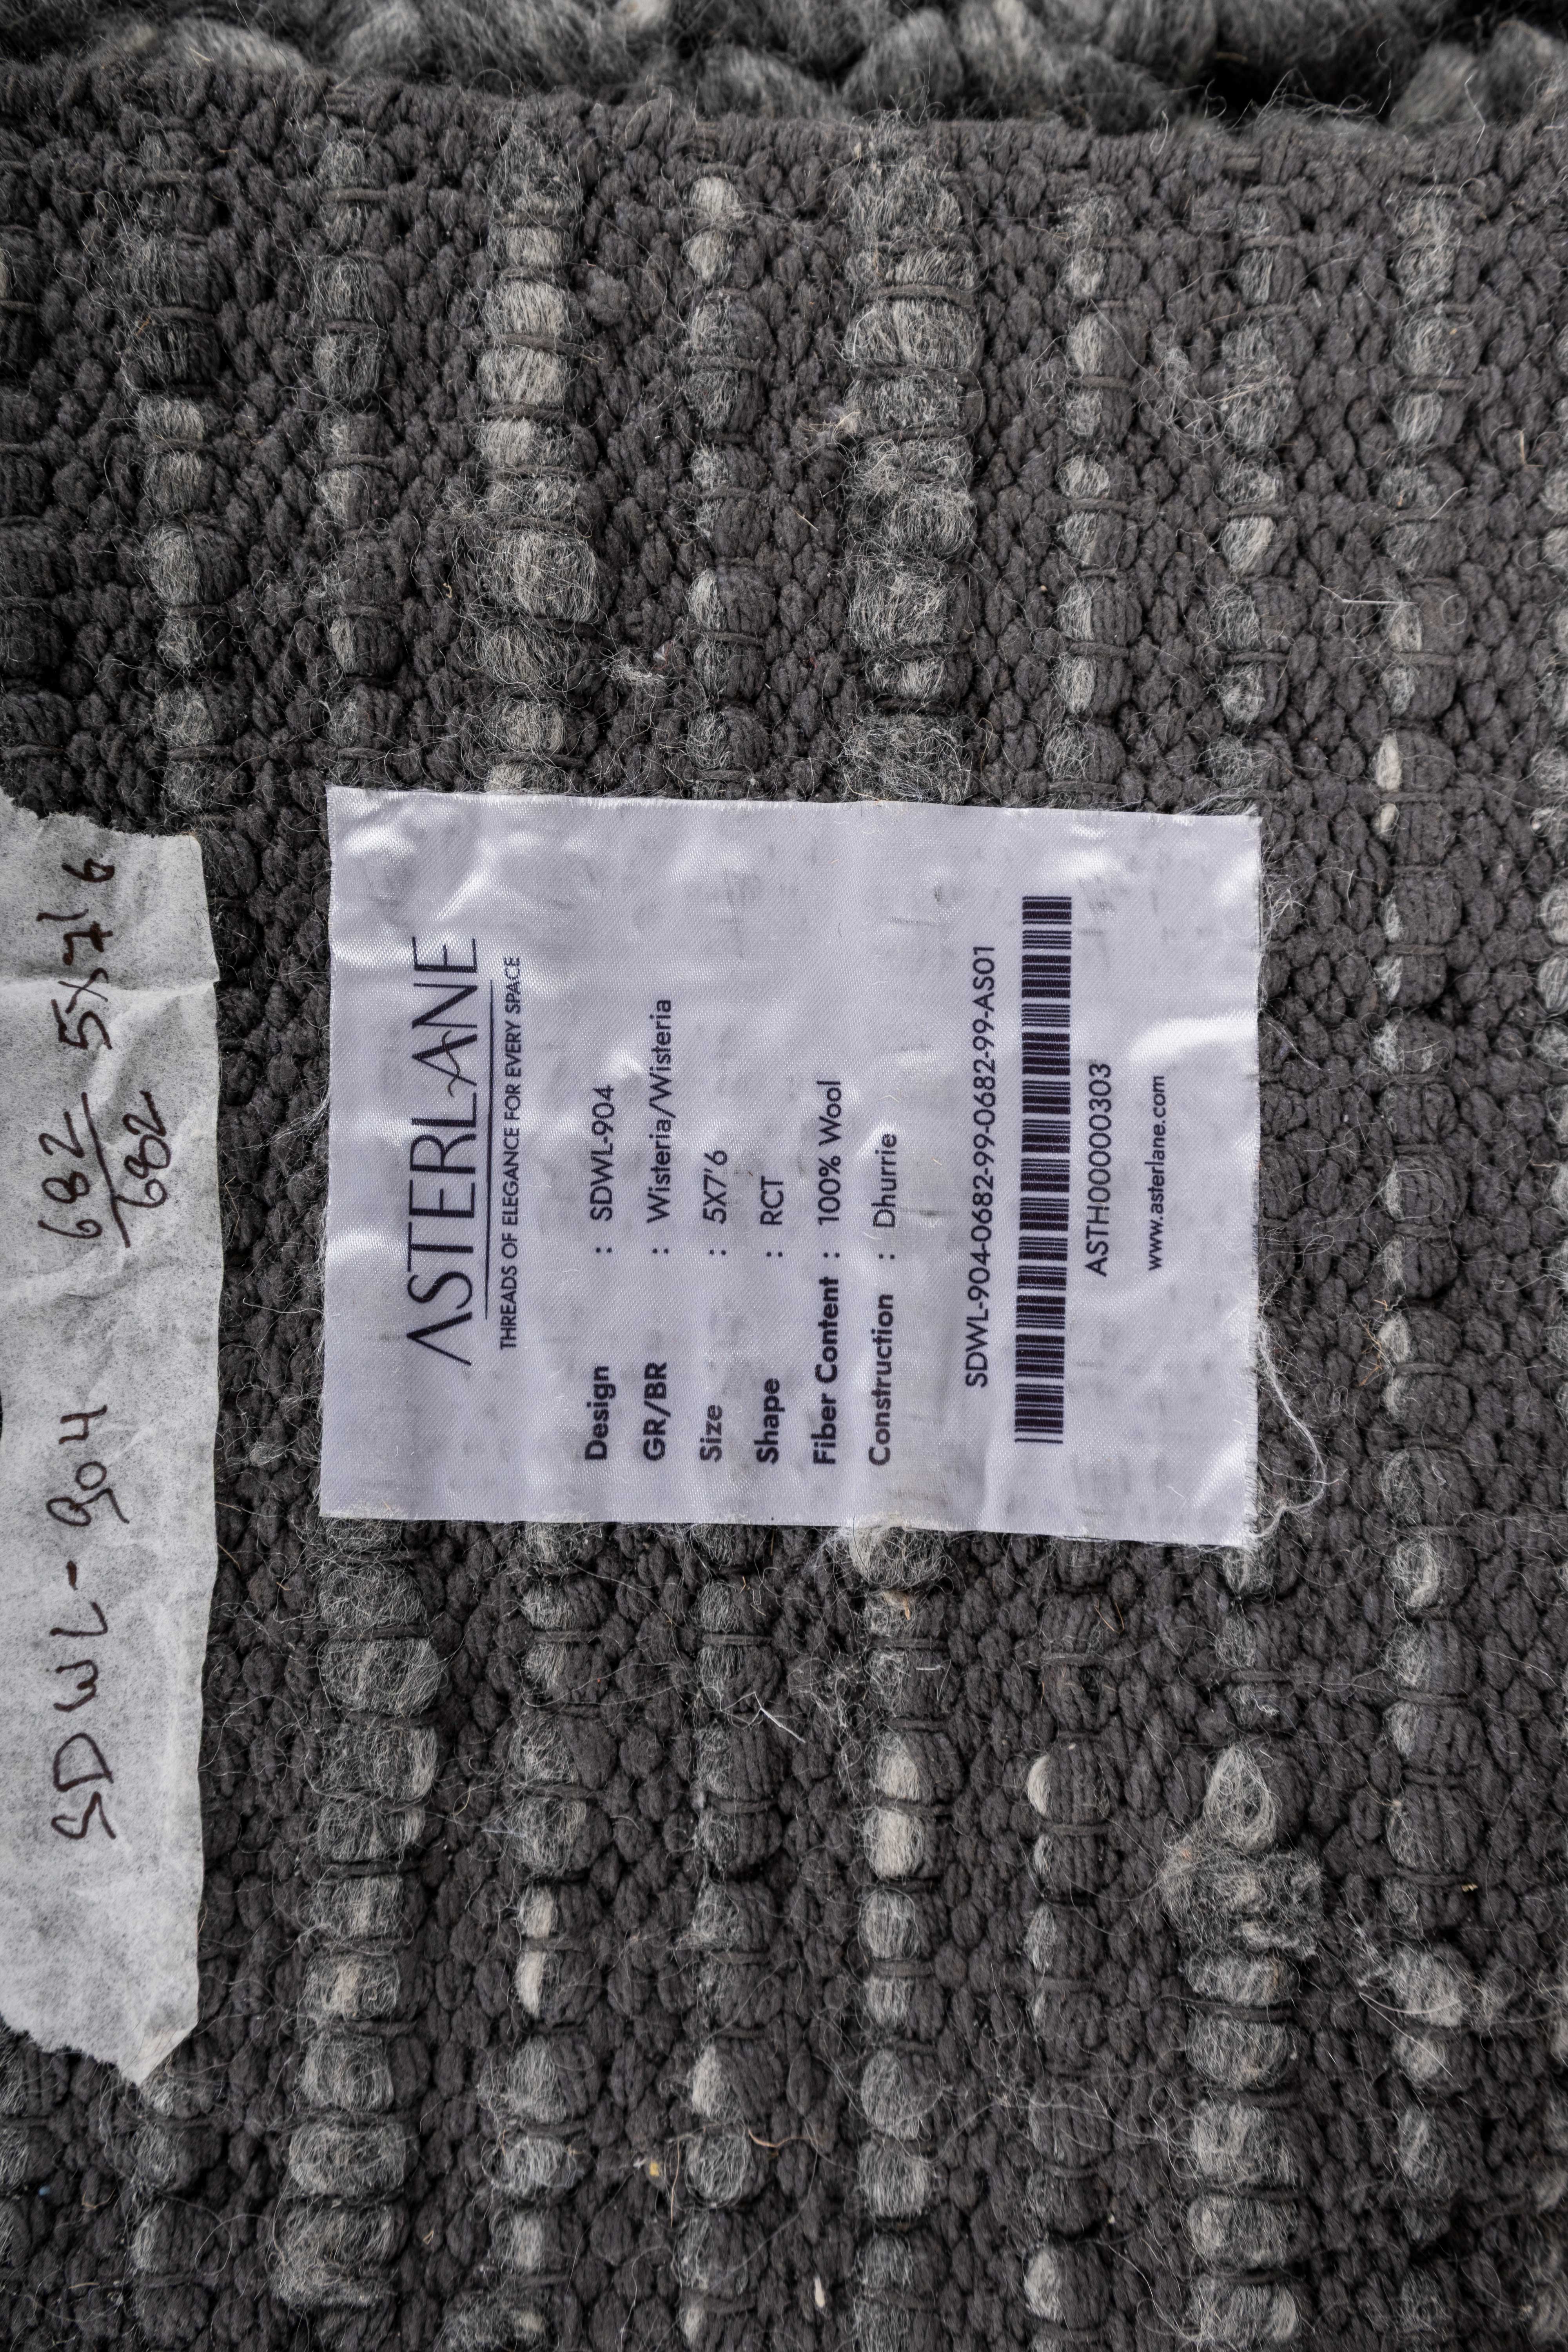 SDWL-904 682/682 5x7'6
ASTERLANE
THREADS OF ELEGANCE FOR EVERY SPACE
Design : SDWL-904
GR/BR : Wisteria/Wisteria
Size : 5X7'6
Shape : RCT
Fiber Content : 100% Wool
Construction : Dhurrie
SDWL-904-0682-99-0682-99-AS01
ASTH00000303
www.asterlane.com